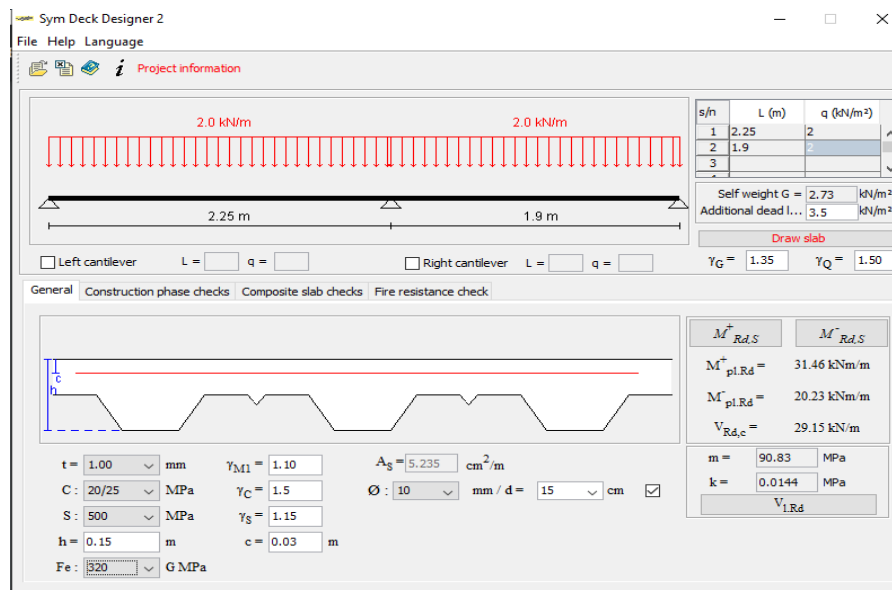 Sym Deck Designer 2
File Help Language
Project information
2.0 kN/m 2.0 kN/m
2.25 m 1.9 m
Left cantilever L = q = Right cantilever L = q =
s/n L (m) q (kN/m²)
1 2.25 2
2 1.9 2
3
Self weight G = 2.73 kN/m²
Additional dead l... 3.5 kN/m²
Draw slab
γG = 1.35 γQ = 1.50
General Construction phase checks Composite slab checks Fire resistance check
c
h
M+Rd,S M-Rd,S
M+pl.Rd = 31.46 kNm/m
M-pl.Rd = 20.23 kNm/m
VRd,c = 29.15 kN/m
m = 90.83 MPa
k = 0.0144 MPa
Vl.Rd
t = 1.00 mm γM1 = 1.10 AS = 5.235 cm²/m
C : 20/25 MPa γC = 1.5 Ø : 10 mm / d = 15 cm
S : 500 MPa γS = 1.15
h = 0.15 m c = 0.03 m
Fe : 320 G MPa